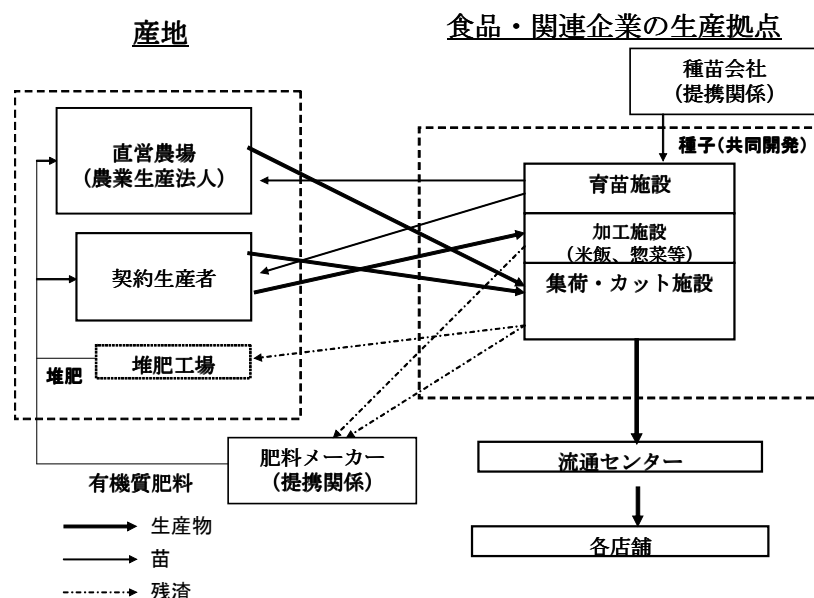 産地
食品・関連企業の生産拠点
種苗会社
（提携関係）
種子（共同開発）
直営農場
（農業生産法人）
育苗施設
加工施設
（米飯、惣菜等）
契約生産者
集荷・カット施設
堆肥工場
堆肥
肥料メーカー
（提携関係）
流通センター
有機質肥料
生産物
各店舗
苗
残渣